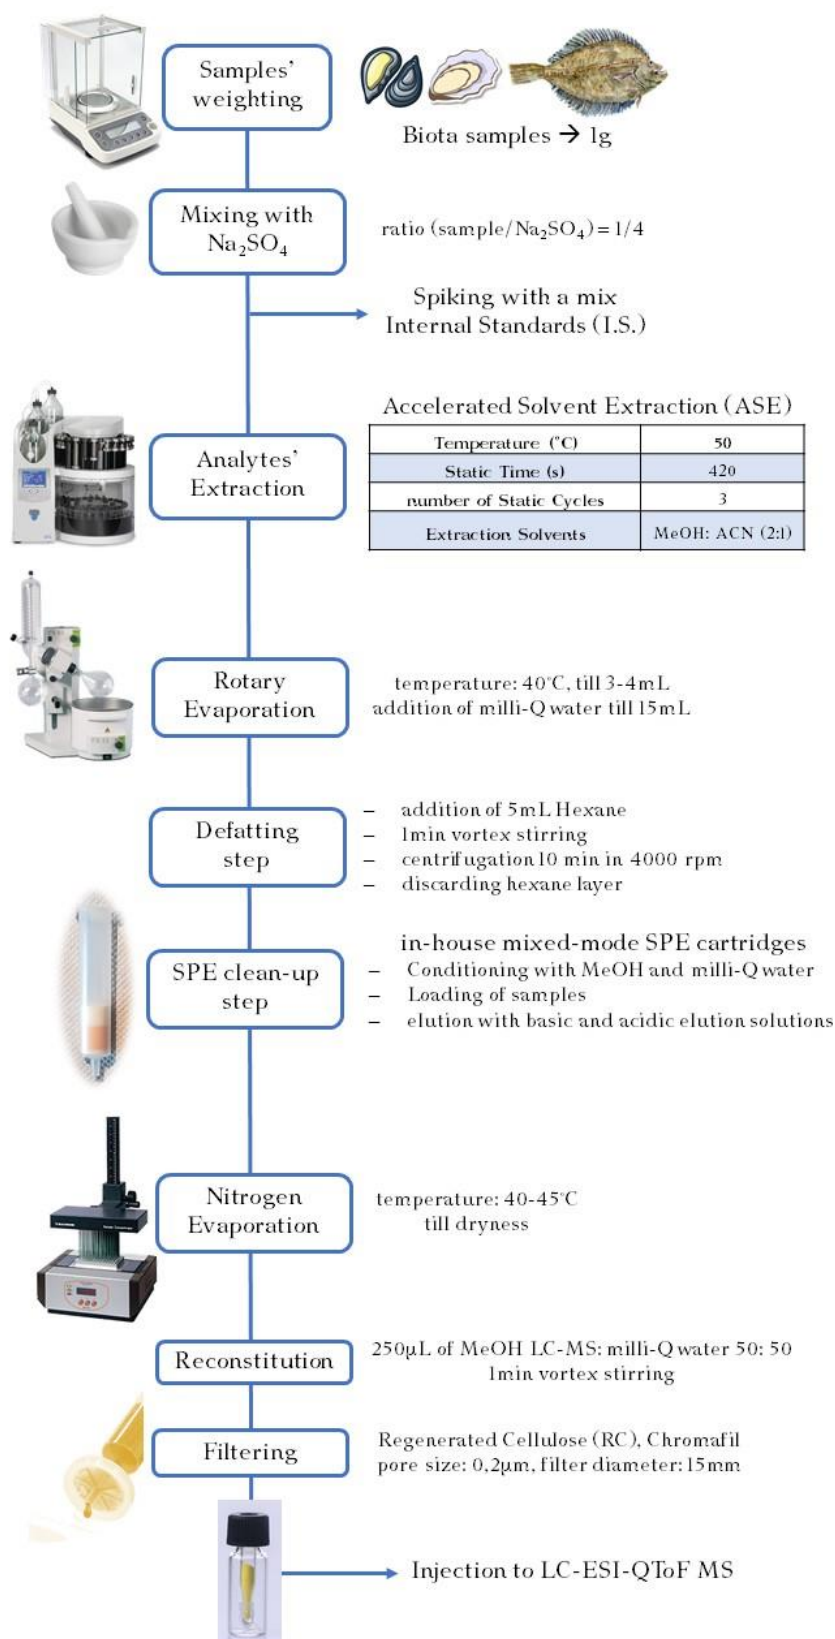 Samples'
weighting
Biota samples → 1g
Mixing with
Na₂SO₄
ratio (sample/Na₂SO₄) = 1/4
Spiking with a mix
Internal Standards (I.S.)
Accelerated Solvent Extraction (ASE)
Analytes'
Extraction
Temperature (°C) 50
Static Time (s) 420
number of Static Cycles 3
Extraction Solvents MeOH: ACN (2:1)
Rotary
Evaporation
temperature: 40°C, till 3-4mL
addition of milli-Q water till 15mL
Defatting
step
– addition of 5mL Hexane
– 1min vortex stirring
– centrifugation 10 min in 4000 rpm
– discarding hexane layer
SPE clean-up
step
in-house mixed-mode SPE cartridges
– Conditioning with MeOH and milli-Q water
– Loading of samples
– elution with basic and acidic elution solutions
Nitrogen
Evaporation
temperature: 40-45°C
till dryness
Reconstitution
250μL of MeOH LC-MS: milli-Q water 50: 50
1min vortex stirring
Filtering
Regenerated Cellulose (RC), Chromafil
pore size: 0,2μm, filter diameter: 15mm
Injection to LC-ESI-QToF MS